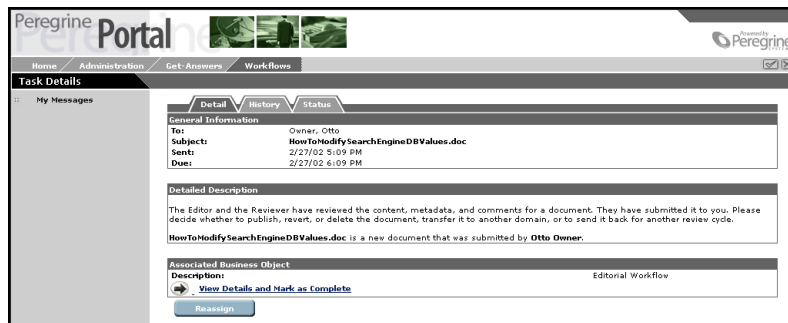 Peregrine Portal
Powered by
Peregrine
Home / Administration / Get-Answers / Workflows
Task Details
My Messages
Detail History Status
General Information
To: Owner, Otto
Subject: HowToModifySearchEngineDBValues.doc
Sent: 2/27/02 5:09 PM
Due: 2/27/02 6:09 PM
Detailed Description
The Editor and the Reviewer have reviewed the content, metadata, and comments for a document. They have submitted it to you. Please
decide whether to publish, revert, or delete the document, transfer it to another domain, or to send it back for another review cycle.
HowToModifySearchEngineDBValues.doc is a new document that was submitted by Otto Owner.
Associated Business Object
Description: Editorial Workflow
View Details and Mark as Complete
Reassign